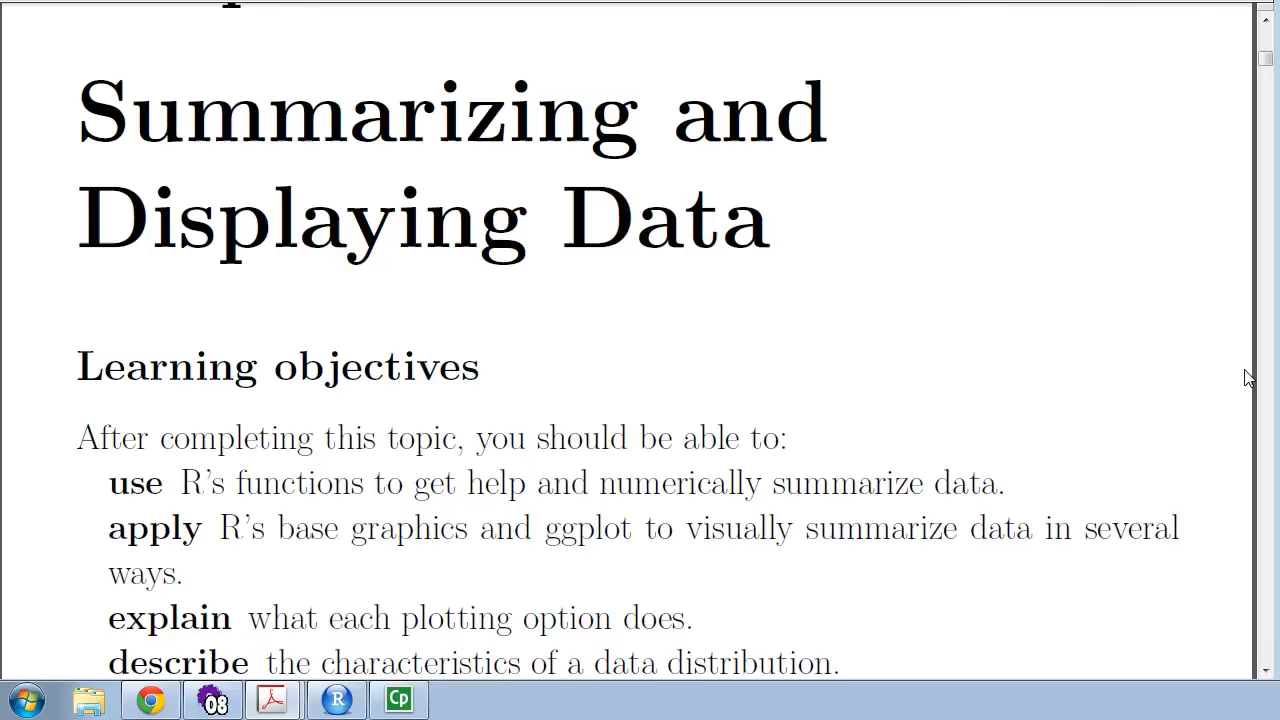 Summarizing and
Displaying Data
Learning objectives
After completing this topic, you should be able to:
use R's functions to get help and numerically summarize data.
apply R's base graphics and ggplot to visually summarize data in several
ways.
explain what each plotting option does.
describe the characteristics of a data distribution.
08
R
Cp